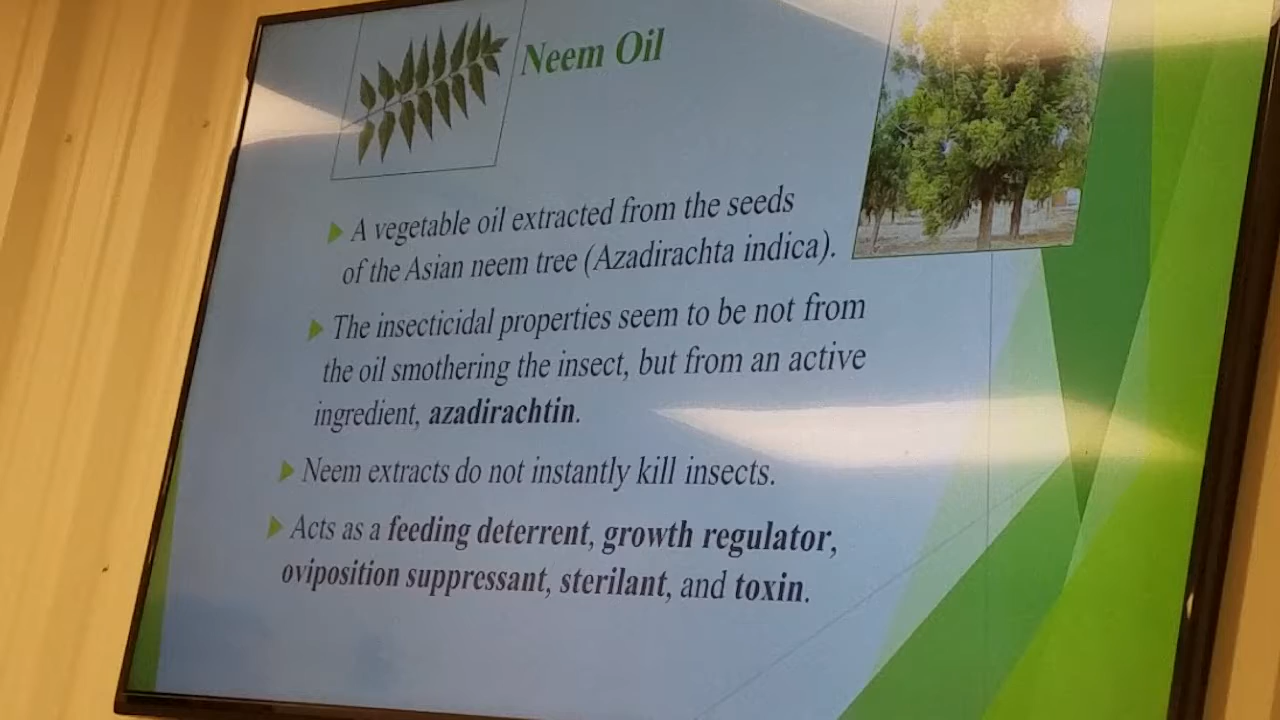 Neem Oil
A vegetable oil extracted from the seeds
of the Asian neem tree (Azadirachta indica).
The insecticidal properties seem to be not from
the oil smothering the insect, but from an active
ingredient, azadirachtin.
Neem extracts do not instantly kill insects.
Acts as a feeding deterrent, growth regulator,
oviposition suppressant, sterilant, and toxin.